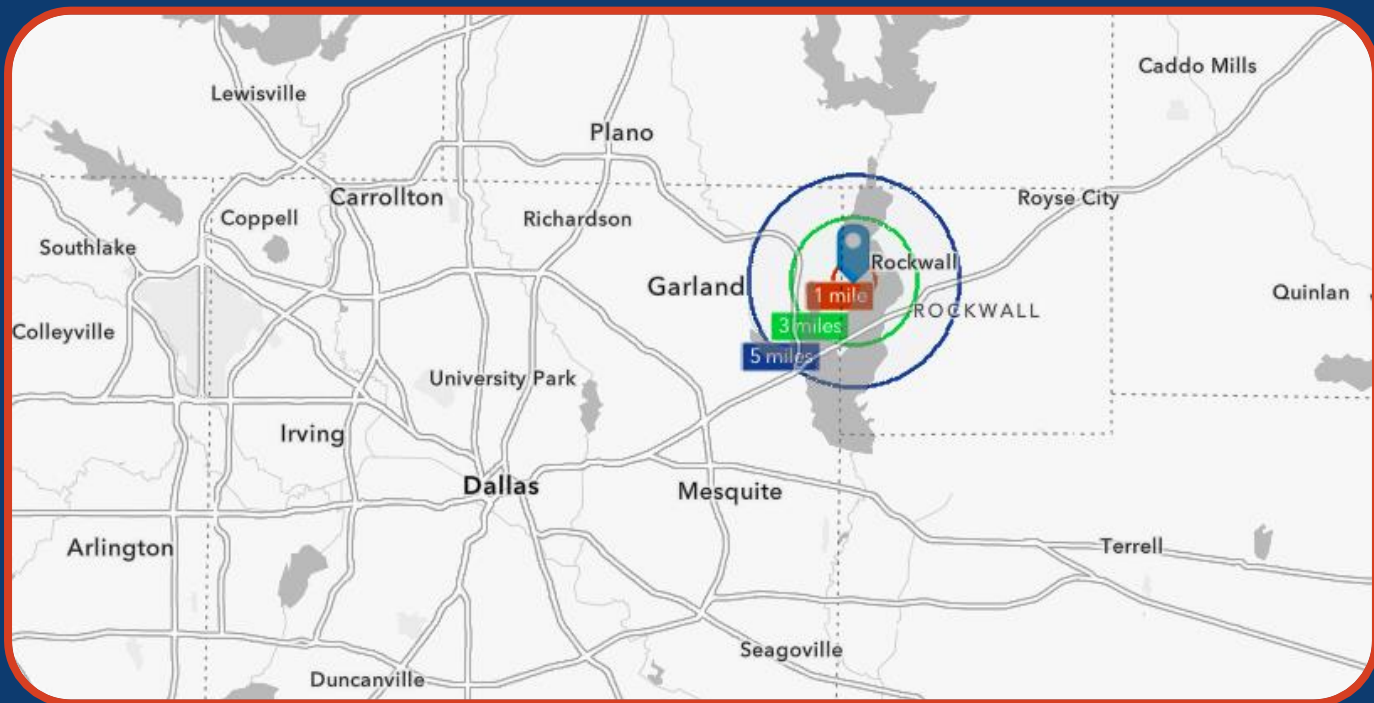 Caddo Mills
Lewisville
Plano
Carrollton
Royse City
Coppell
Richardson
Southlake
Rockwall
Garland
1 mile
Quinlan
ROCKWALL
3 miles
Colleyville
5 miles
University Park
Irving
Dallas
Mesquite
Arlington
Terrell
Seagoville
Duncanville